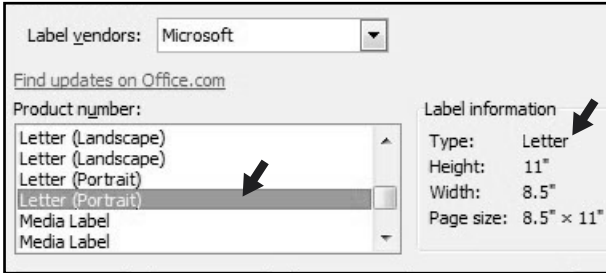 Label vendors: Microsoft
Find updates on Office.com
Product number:
Letter (Landscape)
Letter (Landscape)
Letter (Portrait)
Letter (Portrait)
Media Label
Media Label
Label information
Type: Letter
Height: 11"
Width: 8.5"
Page size: 8.5" × 11"